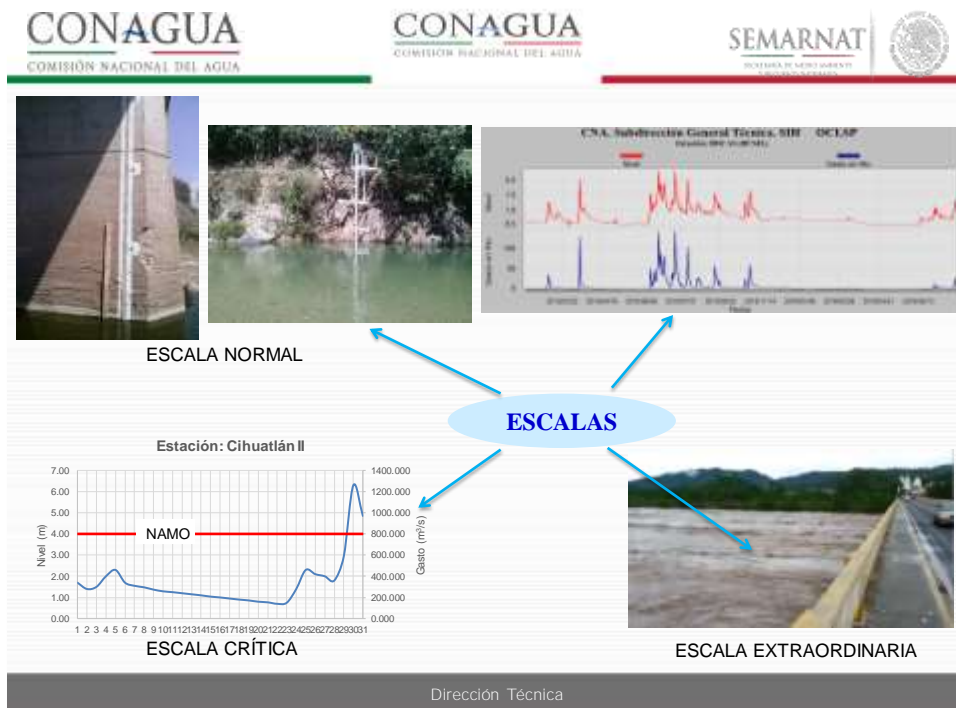 CONAGUA
COMISIÓN NACIONAL DEL AGUA
CONAGUA
COMISIÓN NACIONAL DEL AGUA
SEMARNAT
CNA. Subdirección General Técnica. SIH OCLSP
ESCALA NORMAL
ESCALAS
Estación: Cihuatlán II
7.00
6.00
5.00
4.00
3.00
2.00
1.00
0.00
Nivel (m)
NAMO
1400.000
1200.000
1000.000
800.000
600.000
400.000
200.000
0.000
Gasto (m³/s)
1 2 3 4 5 6 7 8 9 10 11 12 13 14 15 16 17 18 19 20 21 22 23 24 25 26 27 28 29 30 31
ESCALA CRÍTICA
ESCALA EXTRAORDINARIA
Dirección Técnica